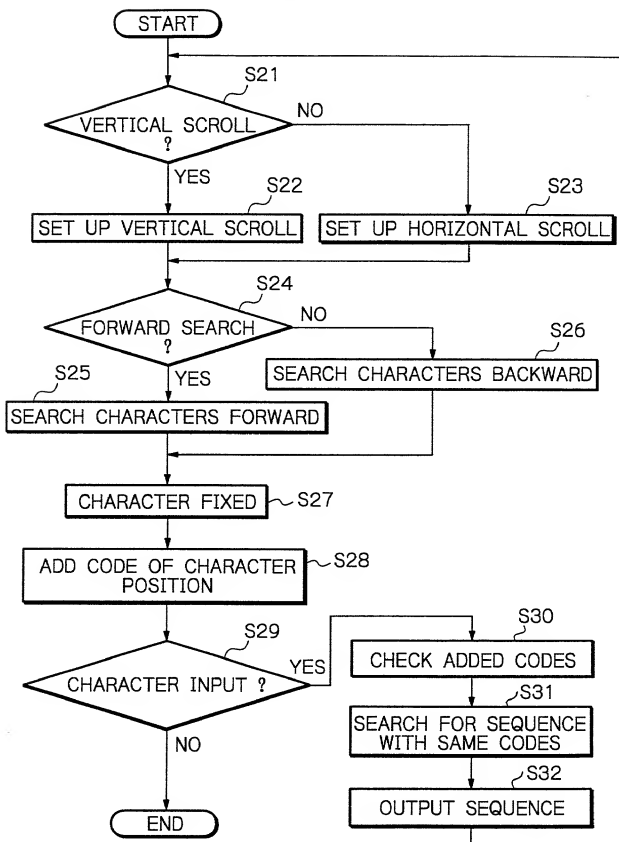 START
S21
VERTICAL SCROLL
?
NO
YES
S22
SET UP VERTICAL SCROLL
S23
SET UP HORIZONTAL SCROLL
S24
FORWARD SEARCH
?
NO
YES
S25
SEARCH CHARACTERS FORWARD
S26
SEARCH CHARACTERS BACKWARD
CHARACTER FIXED
S27
ADD CODE OF CHARACTER
POSITION
S28
S29
CHARACTER INPUT ?
YES
NO
END
S30
CHECK ADDED CODES
S31
SEARCH FOR SEQUENCE
WITH SAME CODES
S32
OUTPUT SEQUENCE